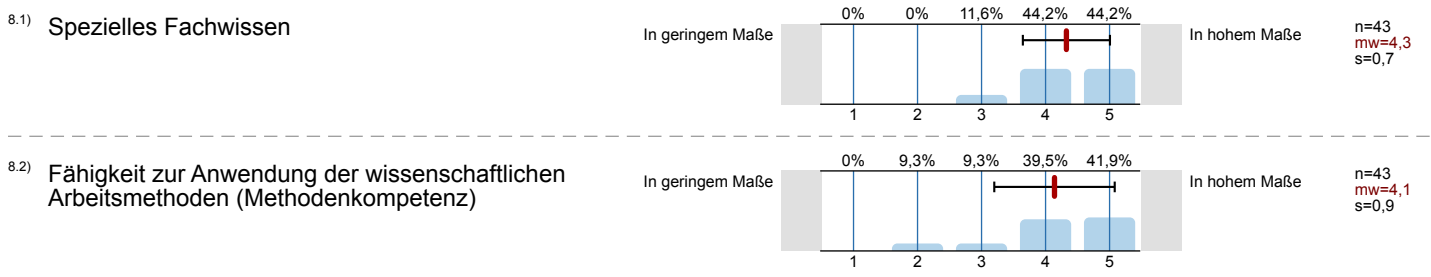 8.1) Spezielles Fachwissen
In geringem Maße
0% 0% 11,6% 44,2% 44,2%
1 2 3 4 5
In hohem Maße
n=43
mw=4,3
s=0,7
8.2) Fähigkeit zur Anwendung der wissenschaftlichen
Arbeitsmethoden (Methodenkompetenz)
In geringem Maße
0% 9,3% 9,3% 39,5% 41,9%
1 2 3 4 5
In hohem Maße
n=43
mw=4,1
s=0,9